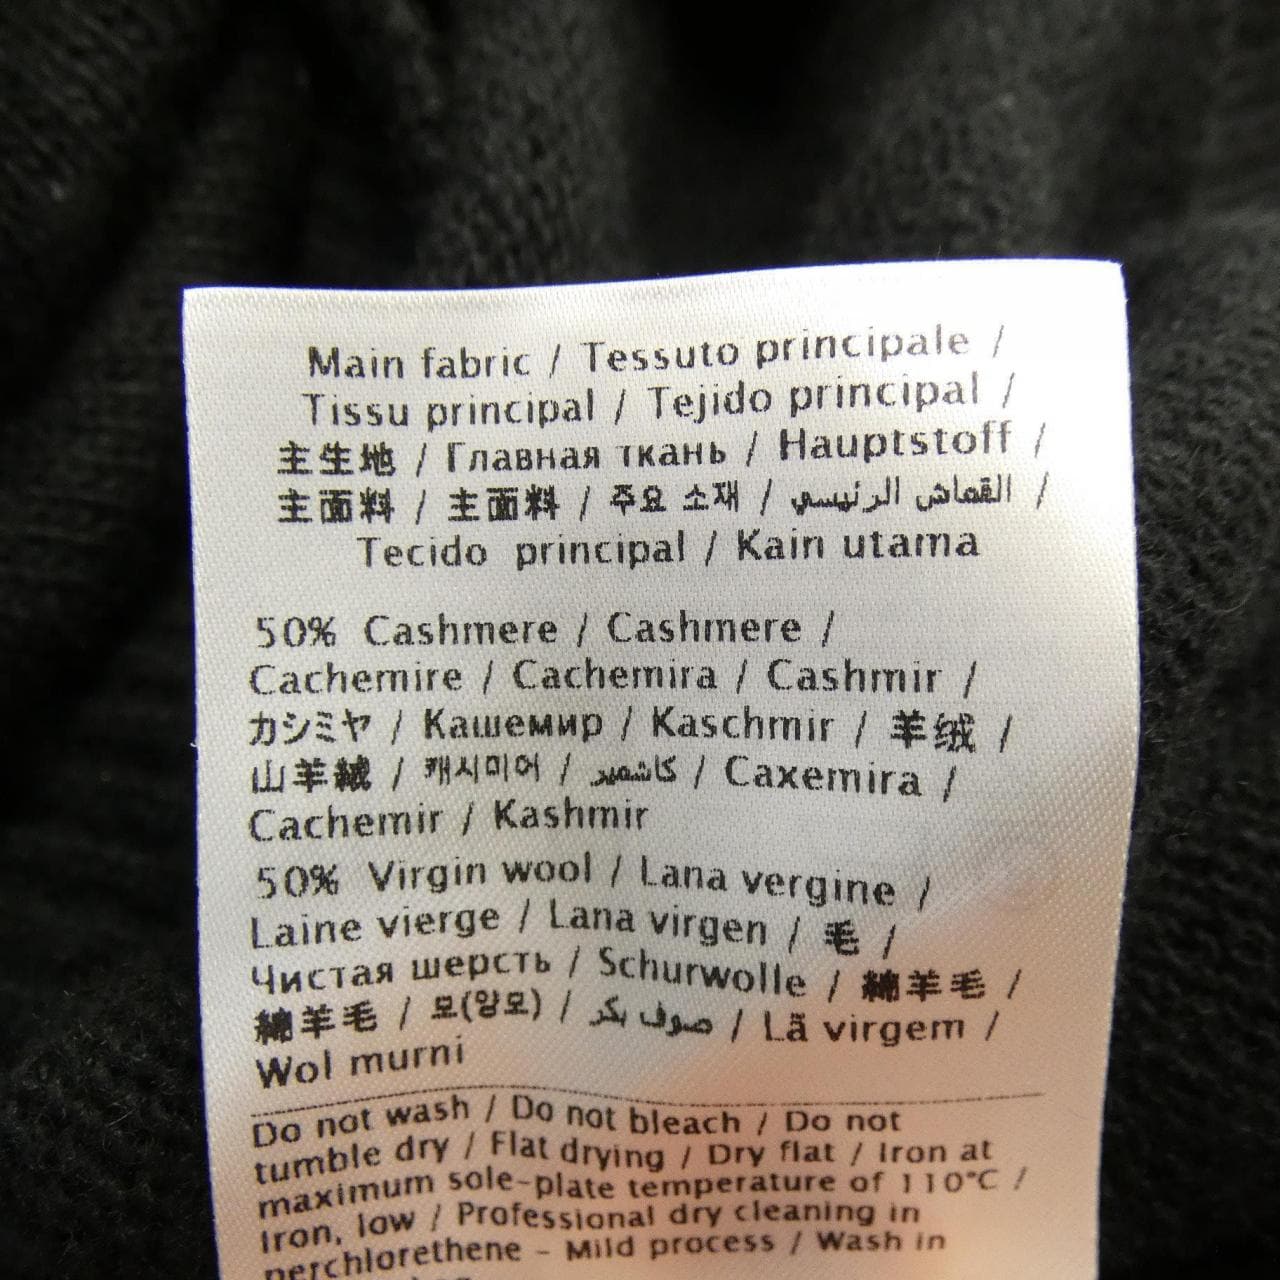 Main fabric / Tessuto principale /
Tissu principal / Tejido principal /
主生地 / Главная ткань / Hauptstoff /
主面料 / 主面料 / 주요 소재 / القماش الرئيسي /
Tecido principal / Kain utama
50% Cashmere / Cashmere /
Cachemire / Cachemira / Cashmir /
カシミヤ / Кашемир / Kaschmir / 羊绒 /
山羊絨 / 캐시미어 / كاشمير / Caxemira /
Cachemir / Kashmir
50% Virgin wool / Lana vergine /
Laine vierge / Lana virgen / 毛 /
Чистая шерсть / Schurwolle / 綿羊毛 /
綿羊毛 / 모(양모) / صوف بكر / Lã virgem /
Wol murni
Do not wash / Do not bleach / Do not
tumble dry / Flat drying / Dry flat / Iron at
maximum sole-plate temperature of 110°C /
Iron, low / Professional dry cleaning in
perchlorethene - Mild process / Wash in